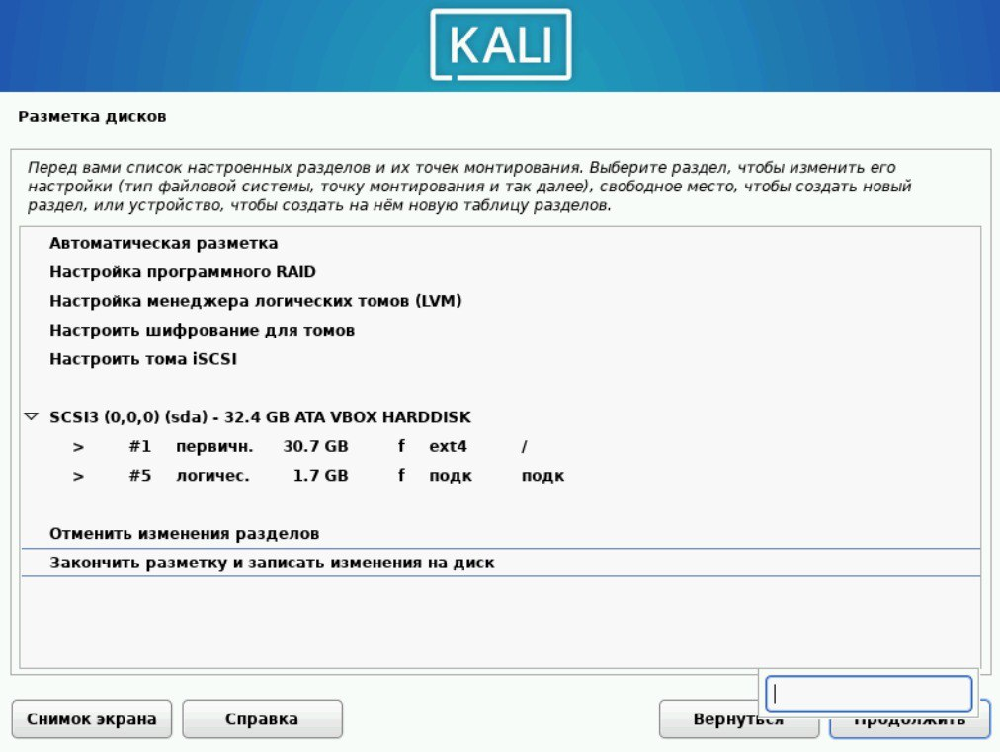 KALI
Разметка дисков
Перед вами список настроенных разделов и их точек монтирования. Выберите раздел, чтобы изменить его
настройки (тип файловой системы, точку монтирования и так далее), свободное место, чтобы создать новый
раздел, или устройство, чтобы создать на нём новую таблицу разделов.
Автоматическая разметка
Настройка программного RAID
Настройка менеджера логических томов (LVM)
Настроить шифрование для томов
Настроить тома iSCSI
SCSI3 (0,0,0) (sda) - 32.4 GB ATA VBOX HARDDISK
> #1 первичн. 30.7 GB f ext4 /
> #5 логичес. 1.7 GB f подк подк
Отменить изменения разделов
Закончить разметку и записать изменения на диск
Снимок экрана Справка Вернуться Продолжить